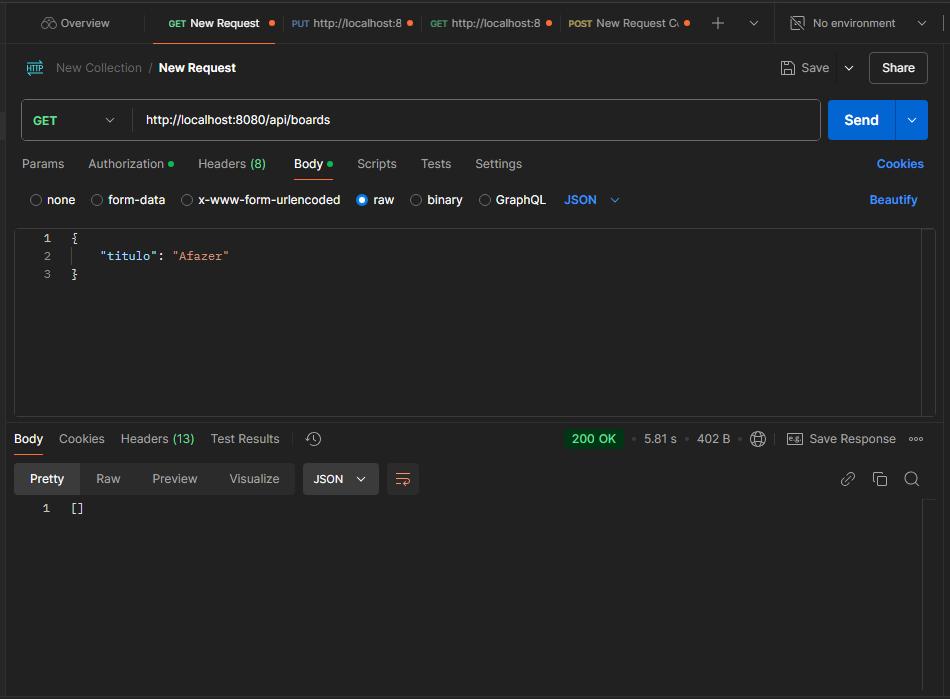 Overview GET New Request PUT http://localhost:8 GET http://localhost:8 POST New Request Co No environment
HTTP New Collection / New Request Save Share
GET http://localhost:8080/api/boards Send
Params Authorization Headers (8) Body Scripts Tests Settings Cookies
none form-data x-www-form-urlencoded raw binary GraphQL JSON Beautify
1 {
2 "titulo": "Afazer"
3 }
Body Cookies Headers (13) Test Results 200 OK • 5.81 s • 402 B • e.g. Save Response
Pretty Raw Preview Visualize JSON
1 []